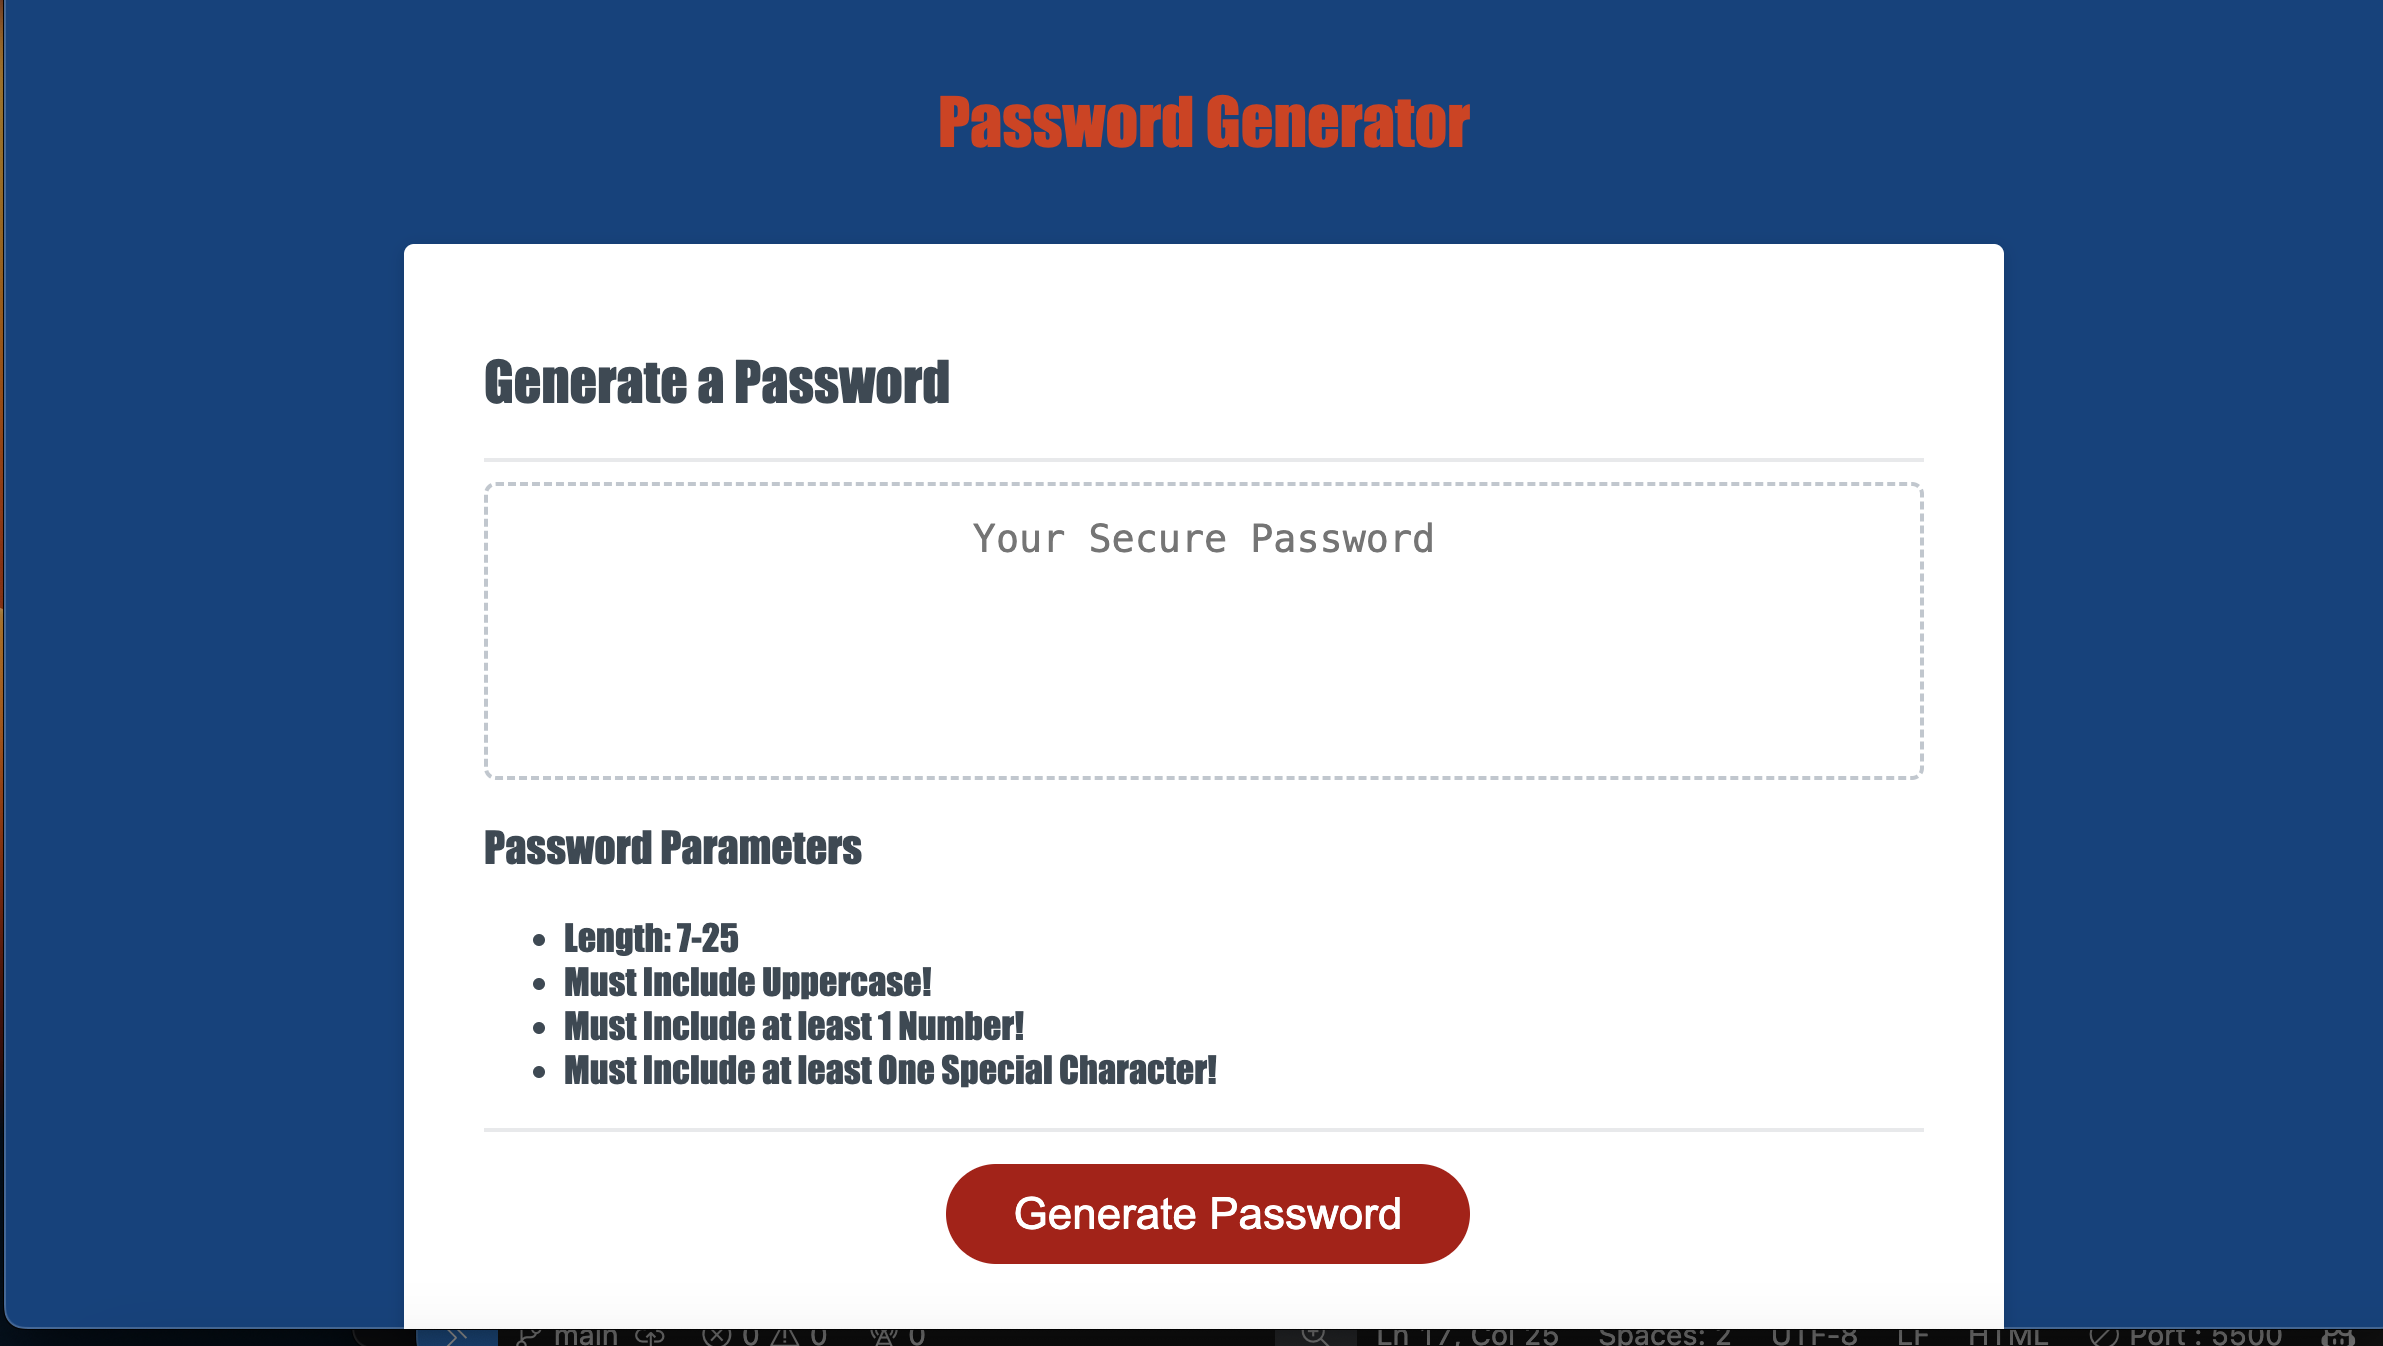 Password Generator
Generate a Password
Your Secure Password
Password Parameters
Length: 7-25
Must Include Uppercase!
Must Include at least 1 Number!
Must Include at least One Special Character!
Generate Password
main 0 0 0 Ln 17, Col 25 Spaces: 2 UTF-8 LF HTML Port : 5500